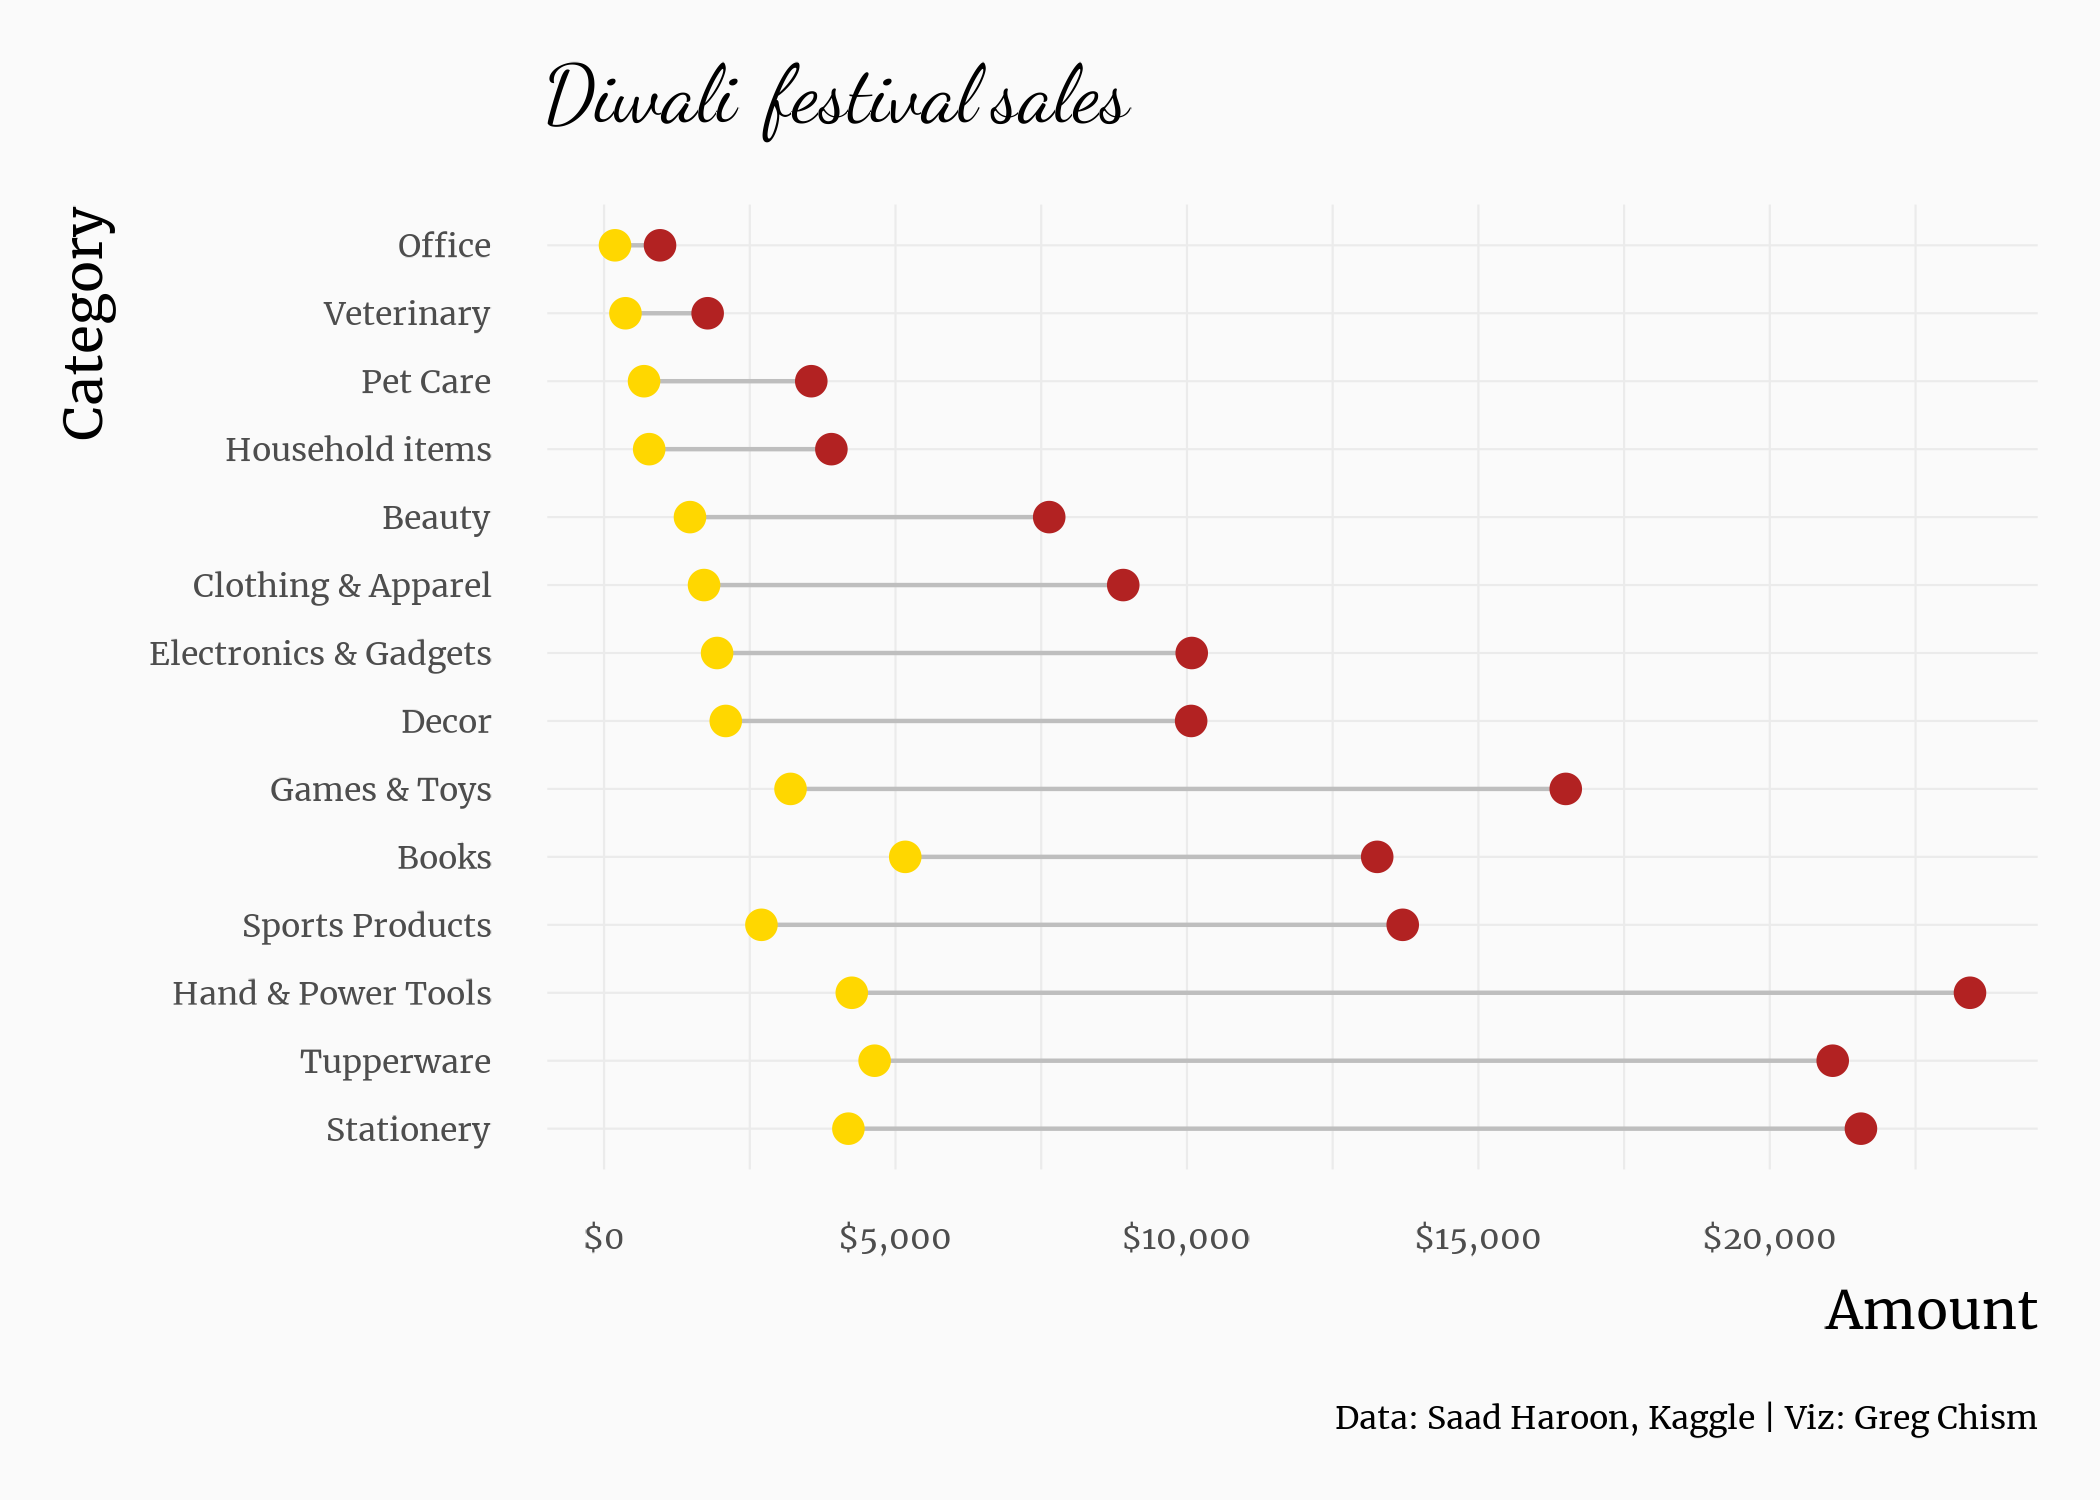 Diwali festival sales
Category
Office
Veterinary
Pet Care
Household items
Beauty
Clothing & Apparel
Electronics & Gadgets
Decor
Games & Toys
Books
Sports Products
Hand & Power Tools
Tupperware
Stationery
$0 $5,000 $10,000 $15,000 $20,000
Amount
Data: Saad Haroon, Kaggle | Viz: Greg Chism